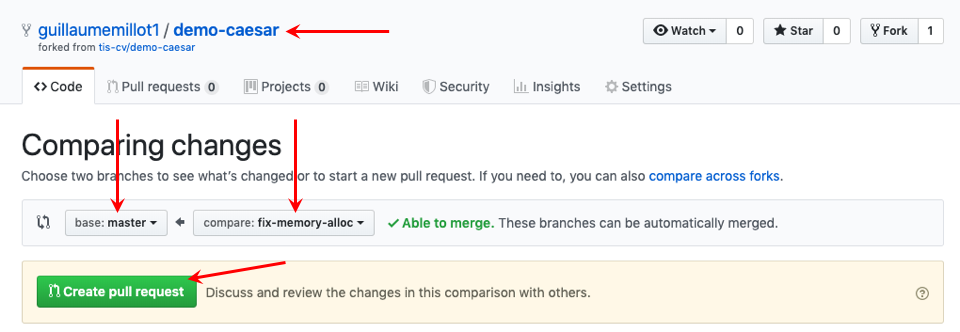 guillaumemillot1 / demo-caesar
Watch 0 Star 0 Fork 1
forked from tis-cv/demo-caesar
Code Pull requests 0 Projects 0 Wiki Security Insights Settings
Comparing changes
Choose two branches to see what's changed or to start a new pull request. If you need to, you can also compare across forks.
base: master compare: fix-memory-alloc Able to merge. These branches can be automatically merged.
Create pull request Discuss and review the changes in this comparison with others.